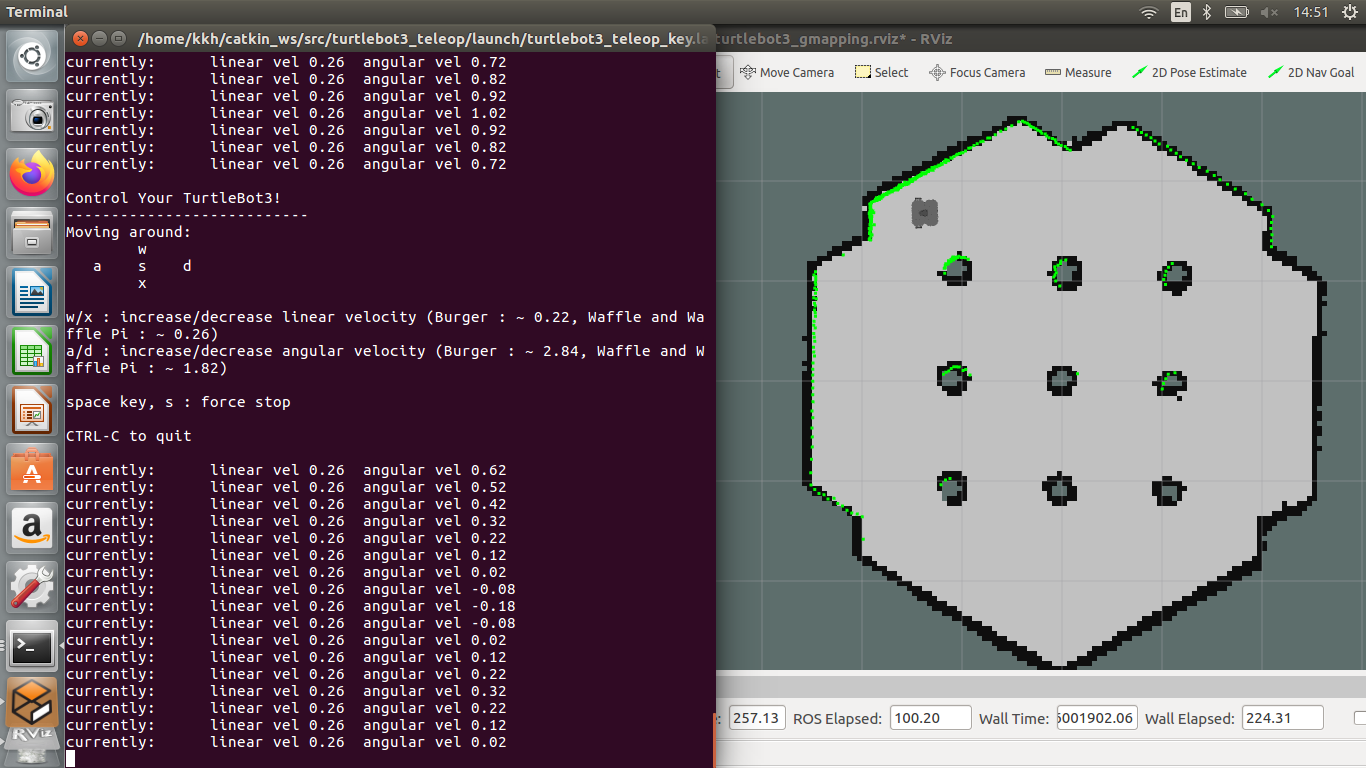 Terminal
En
14:51
/home/kkh/catkin_ws/src/turtlebot3_teleop/launch/turtlebot3_teleop_key.la
turtlebot3_gmapping.rviz* - RViz
Move Camera
Select
Focus Camera
Measure
2D Pose Estimate
2D Nav Goal
currently: linear vel 0.26 angular vel 0.72
currently: linear vel 0.26 angular vel 0.82
currently: linear vel 0.26 angular vel 0.92
currently: linear vel 0.26 angular vel 1.02
currently: linear vel 0.26 angular vel 0.92
currently: linear vel 0.26 angular vel 0.82
currently: linear vel 0.26 angular vel 0.72
Control Your TurtleBot3!
---------------------------
Moving around:
w
a s d
x
w/x : increase/decrease linear velocity (Burger : ~ 0.22, Waffle and Wa
ffle Pi : ~ 0.26)
a/d : increase/decrease angular velocity (Burger : ~ 2.84, Waffle and W
affle Pi : ~ 1.82)
space key, s : force stop
CTRL-C to quit
currently: linear vel 0.26 angular vel 0.62
currently: linear vel 0.26 angular vel 0.52
currently: linear vel 0.26 angular vel 0.42
currently: linear vel 0.26 angular vel 0.32
currently: linear vel 0.26 angular vel 0.22
currently: linear vel 0.26 angular vel 0.12
currently: linear vel 0.26 angular vel 0.02
currently: linear vel 0.26 angular vel -0.08
currently: linear vel 0.26 angular vel -0.18
currently: linear vel 0.26 angular vel -0.08
currently: linear vel 0.26 angular vel 0.02
currently: linear vel 0.26 angular vel 0.12
currently: linear vel 0.26 angular vel 0.22
currently: linear vel 0.26 angular vel 0.32
currently: linear vel 0.26 angular vel 0.22
currently: linear vel 0.26 angular vel 0.12
currently: linear vel 0.26 angular vel 0.02
257.13
ROS Elapsed:
100.20
Wall Time:
6001902.06
Wall Elapsed:
224.31
RViz